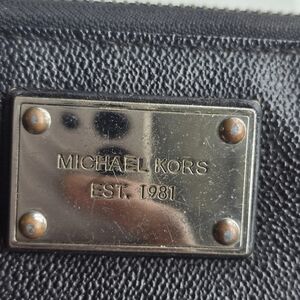 MICHAEL KORS
EST. 1981